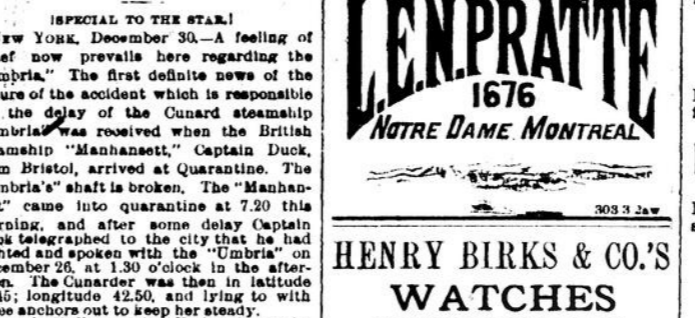 [SPECIAL TO THE STAR.]
EW YORK, December 30.—A feeling of
ef now prevails here regarding the
mbria." The first definite news of the
ure of the accident which is responsible
the delay of the Cunard steamship
mbria" was received when the British
amship "Manhansett," Captain Duck,
m Bristol, arrived at Quarantine. The
mbria's" shaft is broken. The "Manhan-
" came into quarantine at 7.20 this
rning, and after some delay Captain
telegraphed to the city that he had
hted and spoken with the "Umbria" on
cember 26, at 1.30 o'clock in the after-
n. The Cunarder was then in latitude
5; longitude 42.50, and lying to with
ee anchors out to keep her steady.
L.E.N.PRATTE
1676
NOTRE DAME MONTREAL
303 3 2aw
HENRY BIRKS & CO.'S
WATCHES